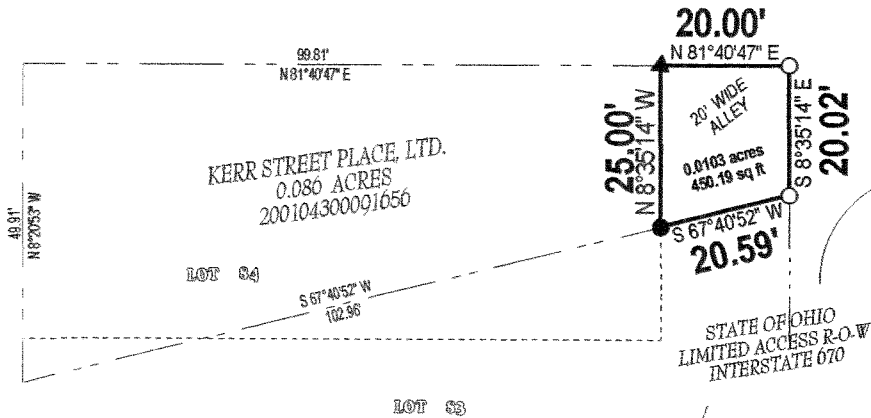 20.00'
N 81°40'47" E
99.81'
N 81°40'47" E
20' WIDE
ALLEY
0.0103 acres
450.19 sq ft
25.00'
N 8°35'14" W
S 8°35'14" E
20.02'
S 67°40'52" W
20.59'
KERR STREET PLACE, LTD.
0.086 ACRES
200104300091656
49.91'
N 8°20'53" W
LOT 84
S 67°40'52" W
102.96'
STATE OF OHIO
LIMITED ACCESS R-O-W
INTERSTATE 670
LOT 83